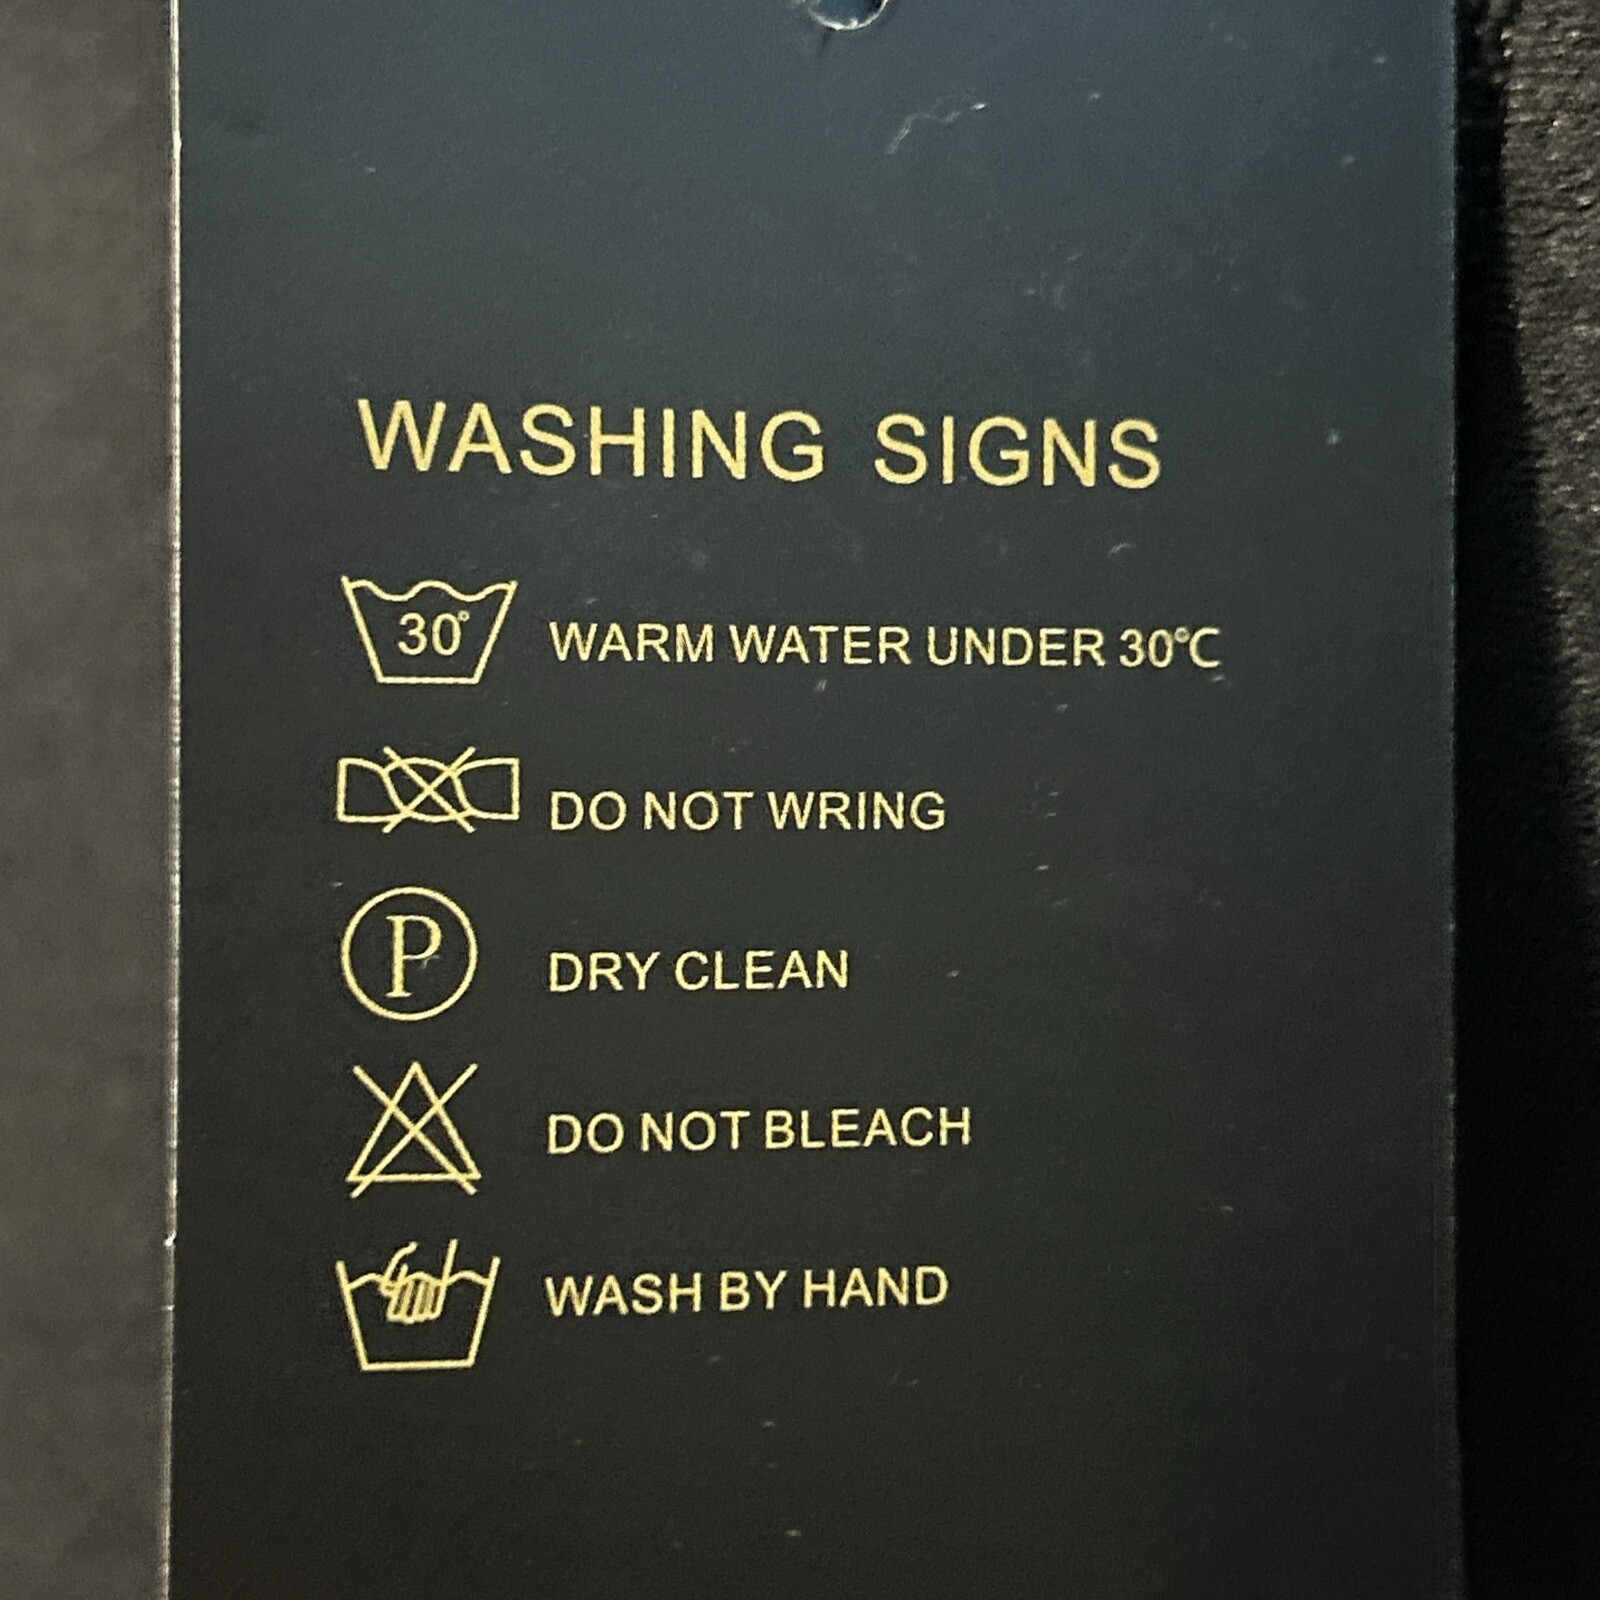 WASHING SIGNS
30° WARM WATER UNDER 30℃
DO NOT WRING
P DRY CLEAN
DO NOT BLEACH
WASH BY HAND